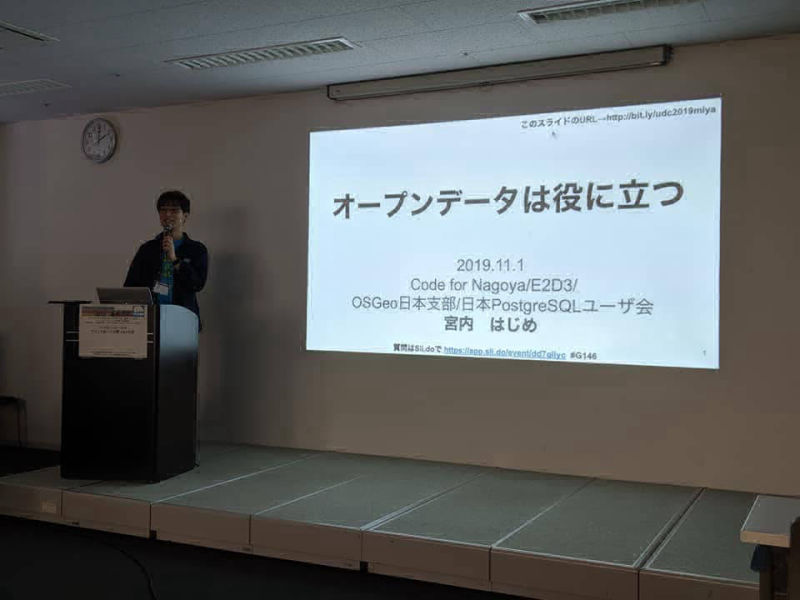 このスライドのURL→http://bit.ly/udc2019miya
オープンデータは役に立つ
2019.11.1
Code for Nagoya/E2D3/
OSGeo日本支部/日本PostgreSQLユーザ会
宮内 はじめ
質問はSli.doで https://app.sli.do/event/dd7gliyc #G146
1